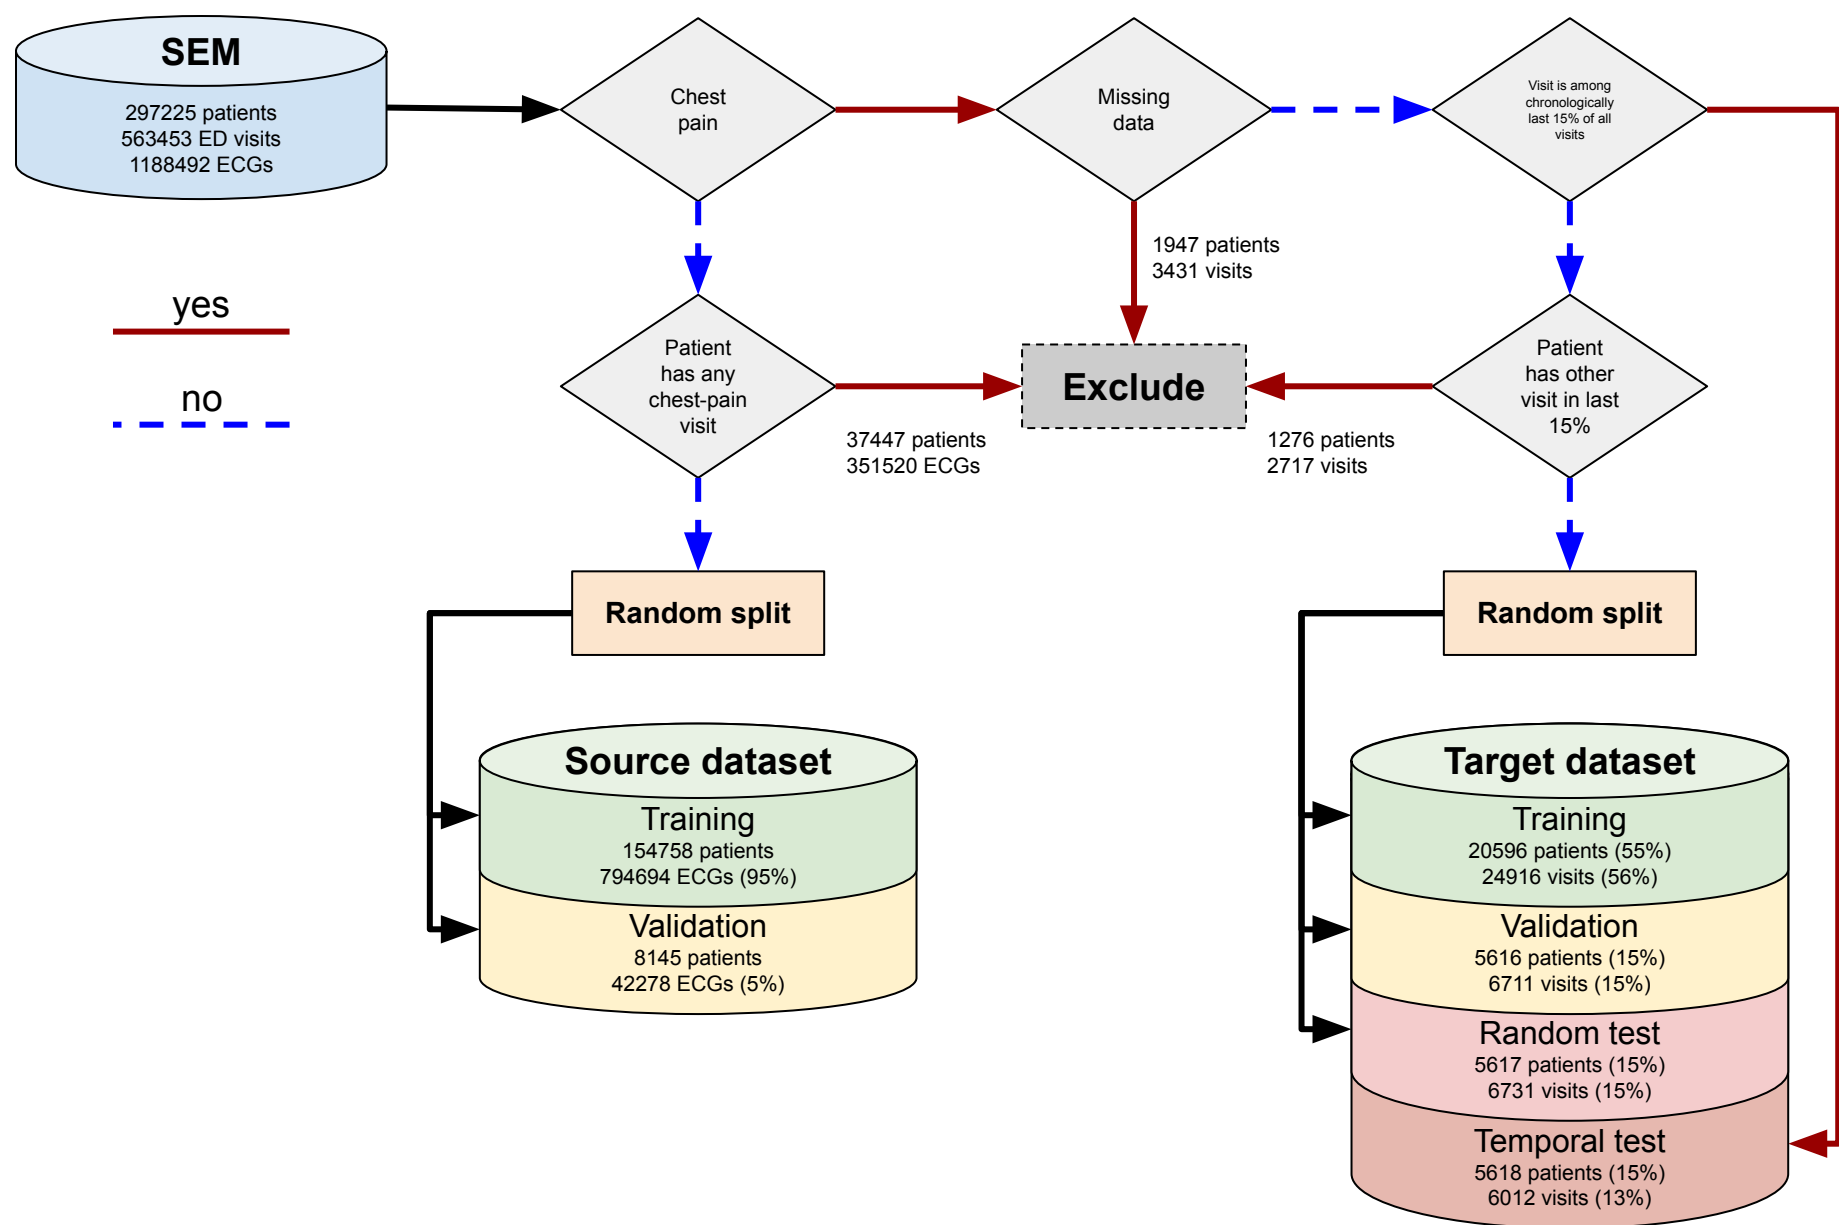 SEM
297225 patients
563453 ED visits
1188492 ECGs
Chest
pain
Missing
data
Visit is among
chronologically
last 15% of all
visits
1947 patients
3431 visits
yes
no
Patient
has any
chest-pain
visit
Exclude
Patient
has other
visit in last
15%
37447 patients
351520 ECGs
1276 patients
2717 visits
Random split
Random split
Source dataset
Training
154758 patients
794694 ECGs (95%)
Validation
8145 patients
42278 ECGs (5%)
Target dataset
Training
20596 patients (55%)
24916 visits (56%)
Validation
5616 patients (15%)
6711 visits (15%)
Random test
5617 patients (15%)
6731 visits (15%)
Temporal test
5618 patients (15%)
6012 visits (13%)